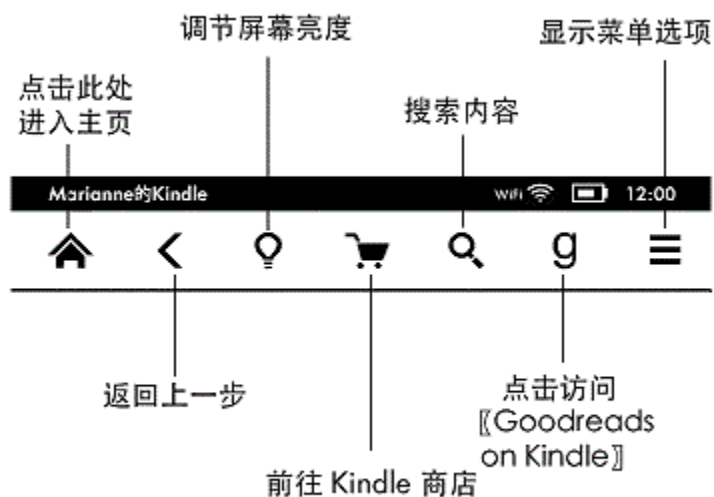 调节屏幕亮度
显示菜单选项
点击此处
进入主页
搜索内容
Marianne的Kindle
WiFi
12:00
g
返回上一步
点击访问
〖Goodreads
on Kindle〗
前往 Kindle 商店